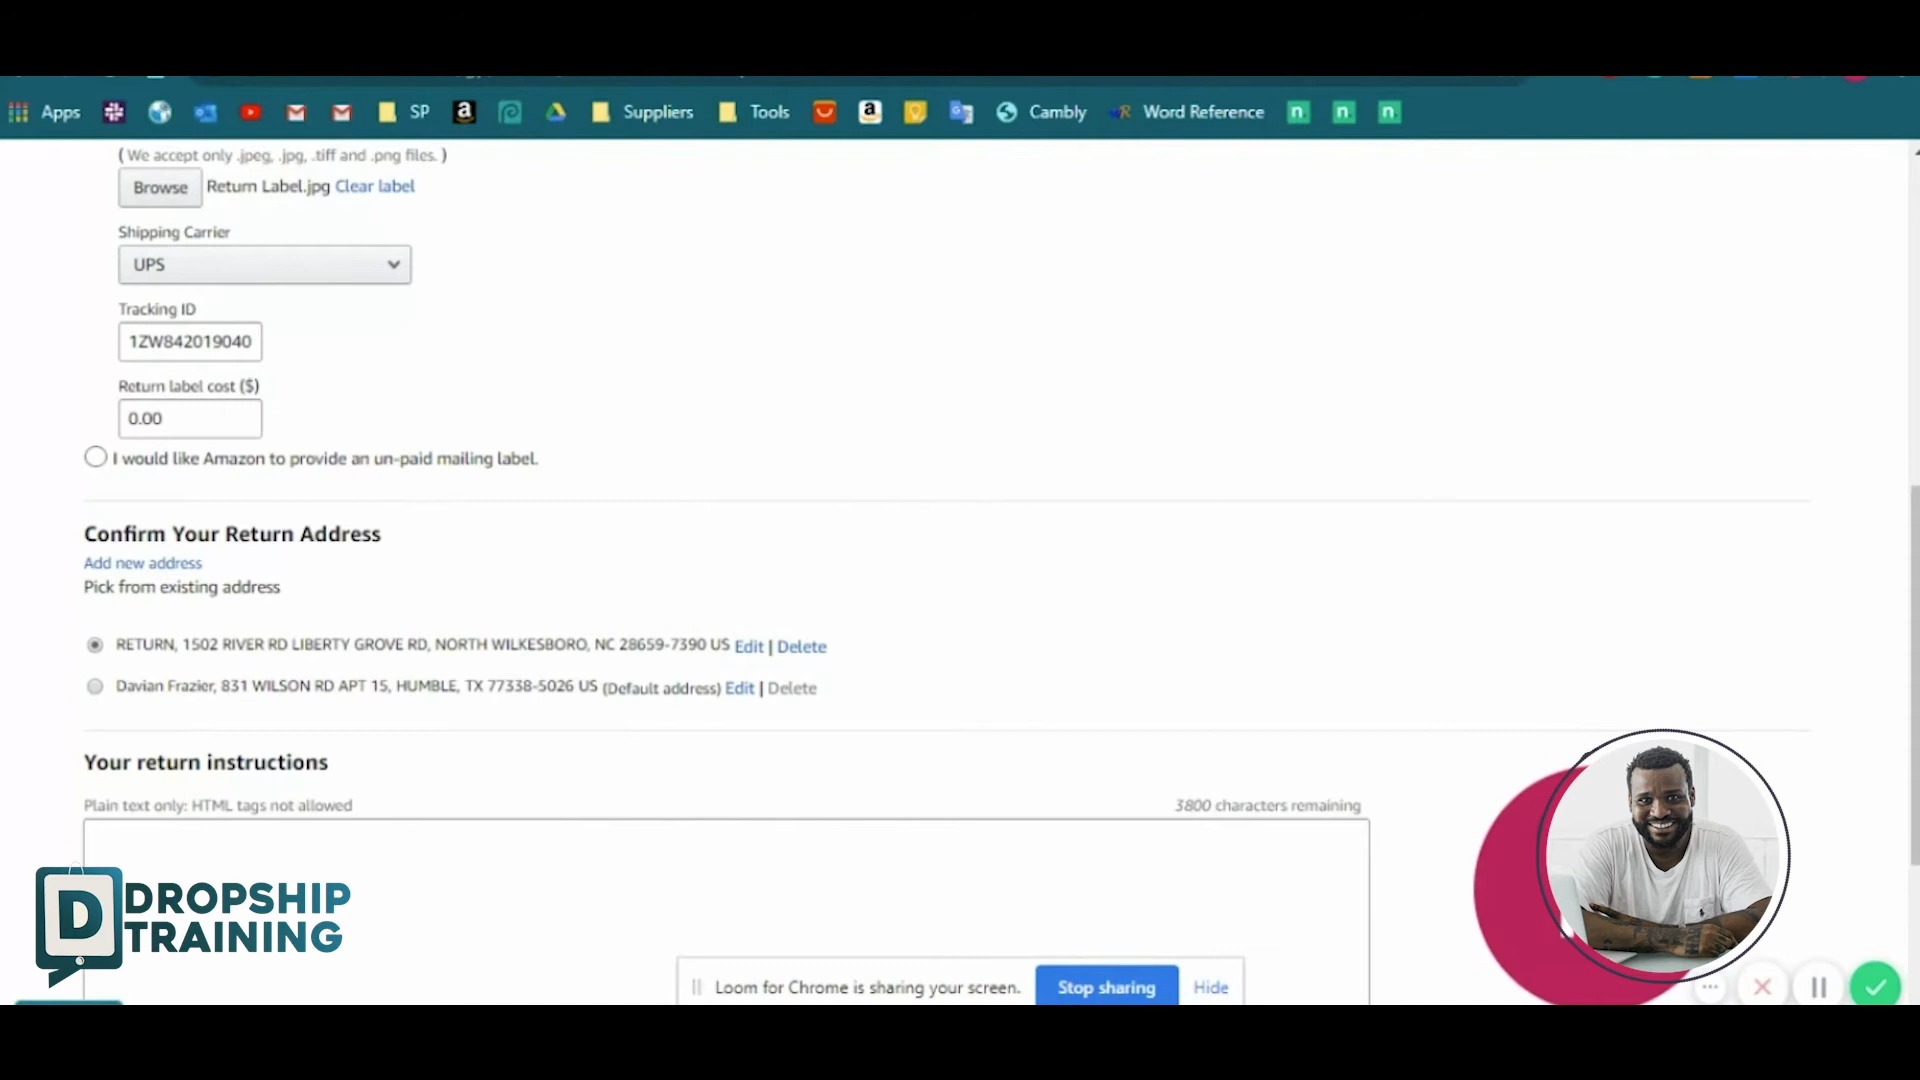 Apps SP a Suppliers Tools a Cambly R Word Reference n n n
( We accept only .jpeg, .jpg, .tiff and .png files. )
Browse Return Label.jpg Clear label
Shipping Carrier
UPS
Tracking ID
1ZW842019040
Return label cost ($)
0.00
I would like Amazon to provide an un-paid mailing label.
Confirm Your Return Address
Add new address
Pick from existing address
RETURN, 1502 RIVER RD LIBERTY GROVE RD, NORTH WILKESBORO, NC 28659-7390 US Edit | Delete
Davian Frazier, 831 WILSON RD APT 15, HUMBLE, TX 77338-5026 US (Default address) Edit | Delete
Your return instructions
Plain text only: HTML tags not allowed 3800 characters remaining
D DROPSHIP
TRAINING
Loom for Chrome is sharing your screen. Stop sharing Hide